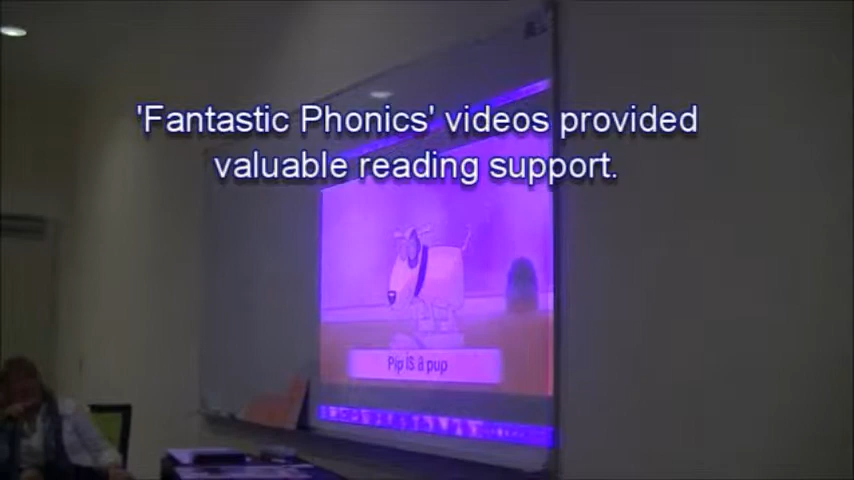 'Fantastic Phonics' videos provided
valuable reading support.
Pip is a pup